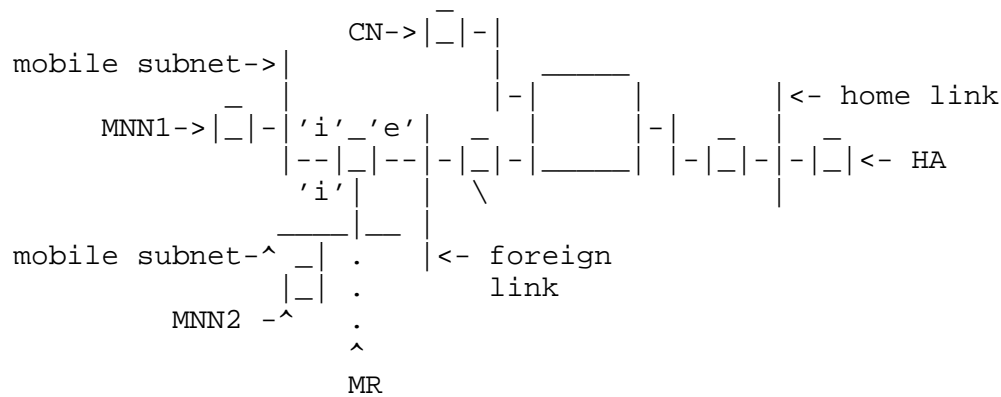 CN->
mobile subnet->
<- home link
MNN1-> 'i' 'e'
<- HA
'i'
mobile subnet-^
<- foreign
link
MNN2 -^
^
MR